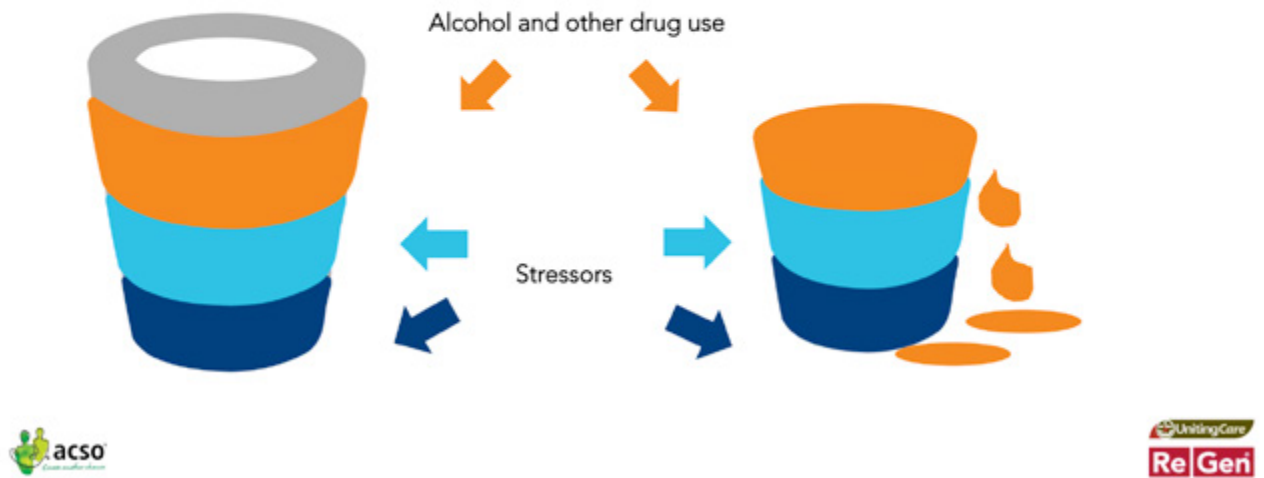 Alcohol and other drug use
Stressors
acso
UnitingCare
ReGen